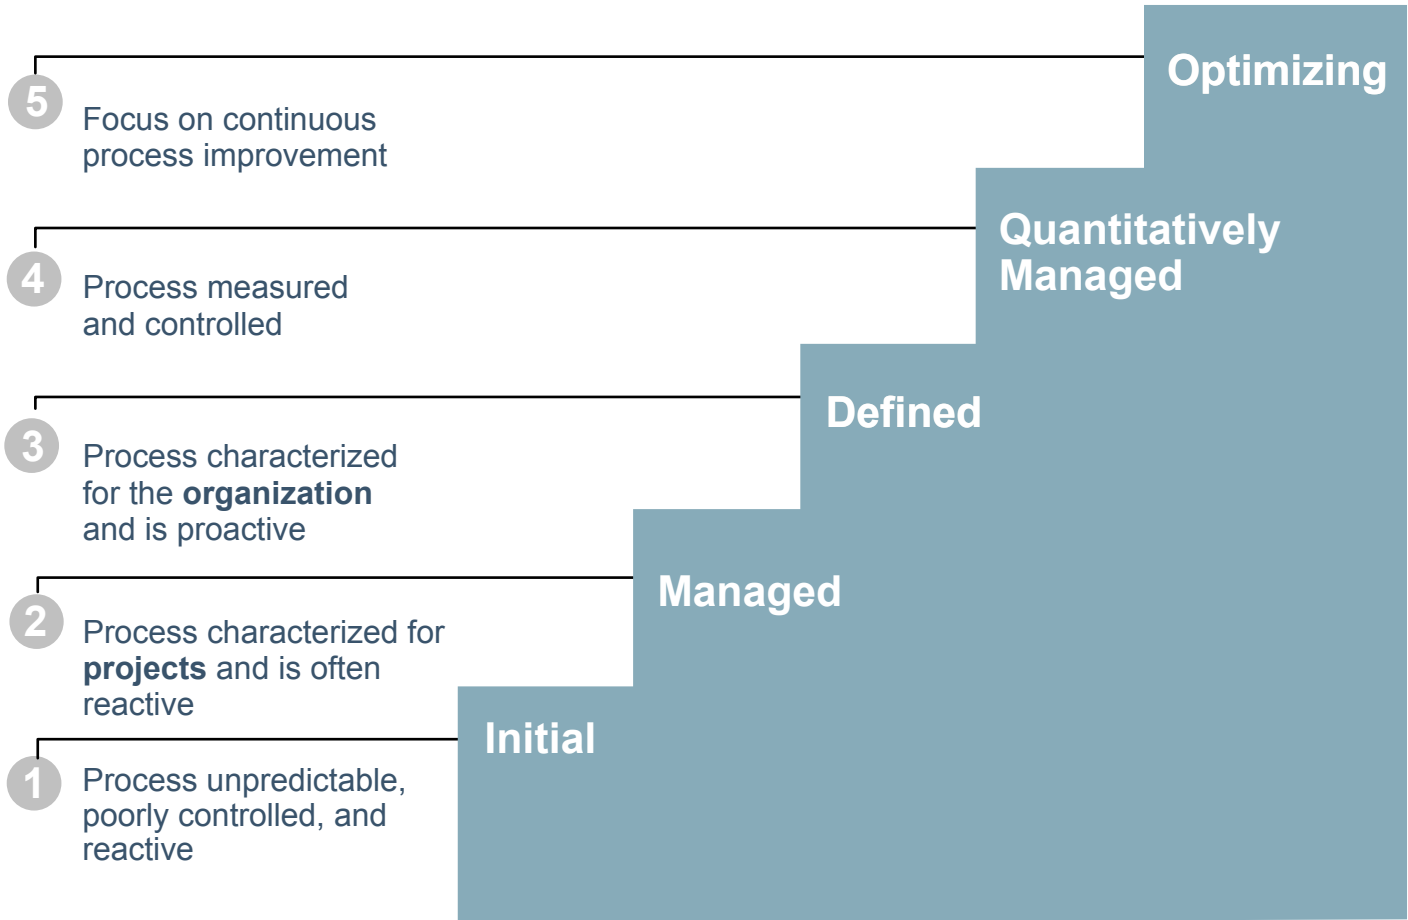 Optimizing
5
Focus on continuous
process improvement
Quantitatively
Managed
4
Process measured
and controlled
Defined
3
Process characterized
for the organization
and is proactive
Managed
2
Process characterized for
projects and is often
reactive
Initial
1
Process unpredictable,
poorly controlled, and
reactive